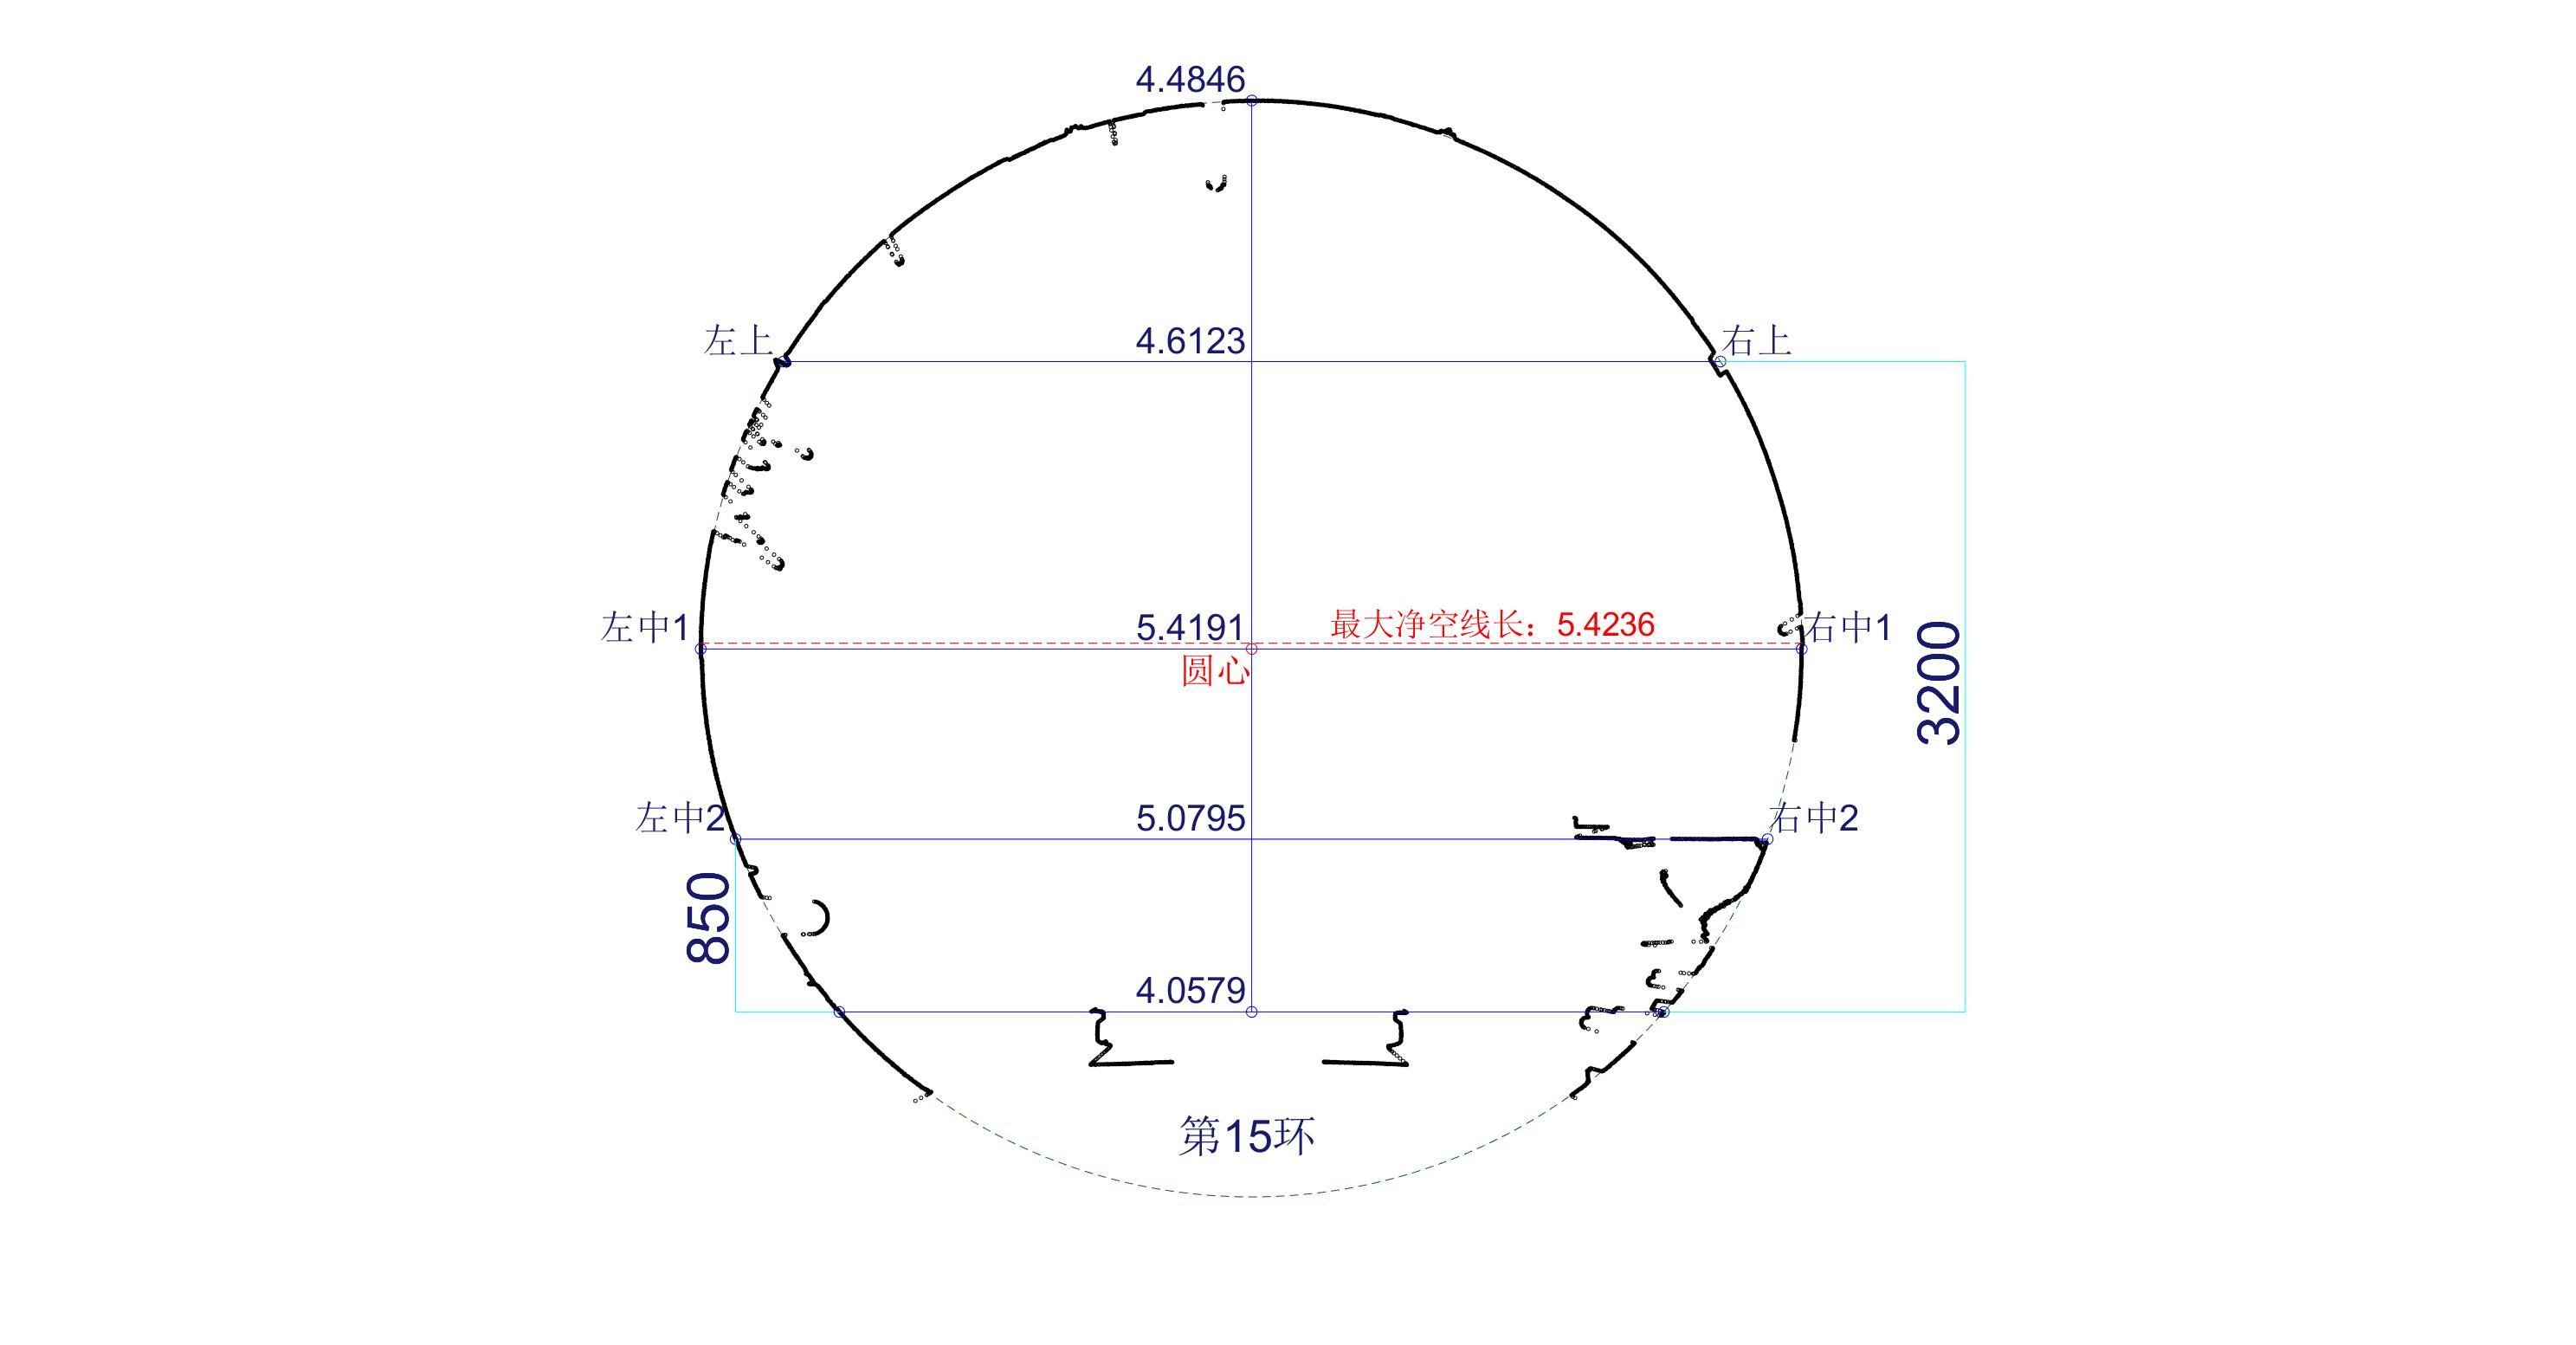 4.4846
左上
4.6123
右上
左中1
5.4191
最大净空线长：5.4236
右中1
圆心
3200
左中2
5.0795
右中2
850
4.0579
第15环